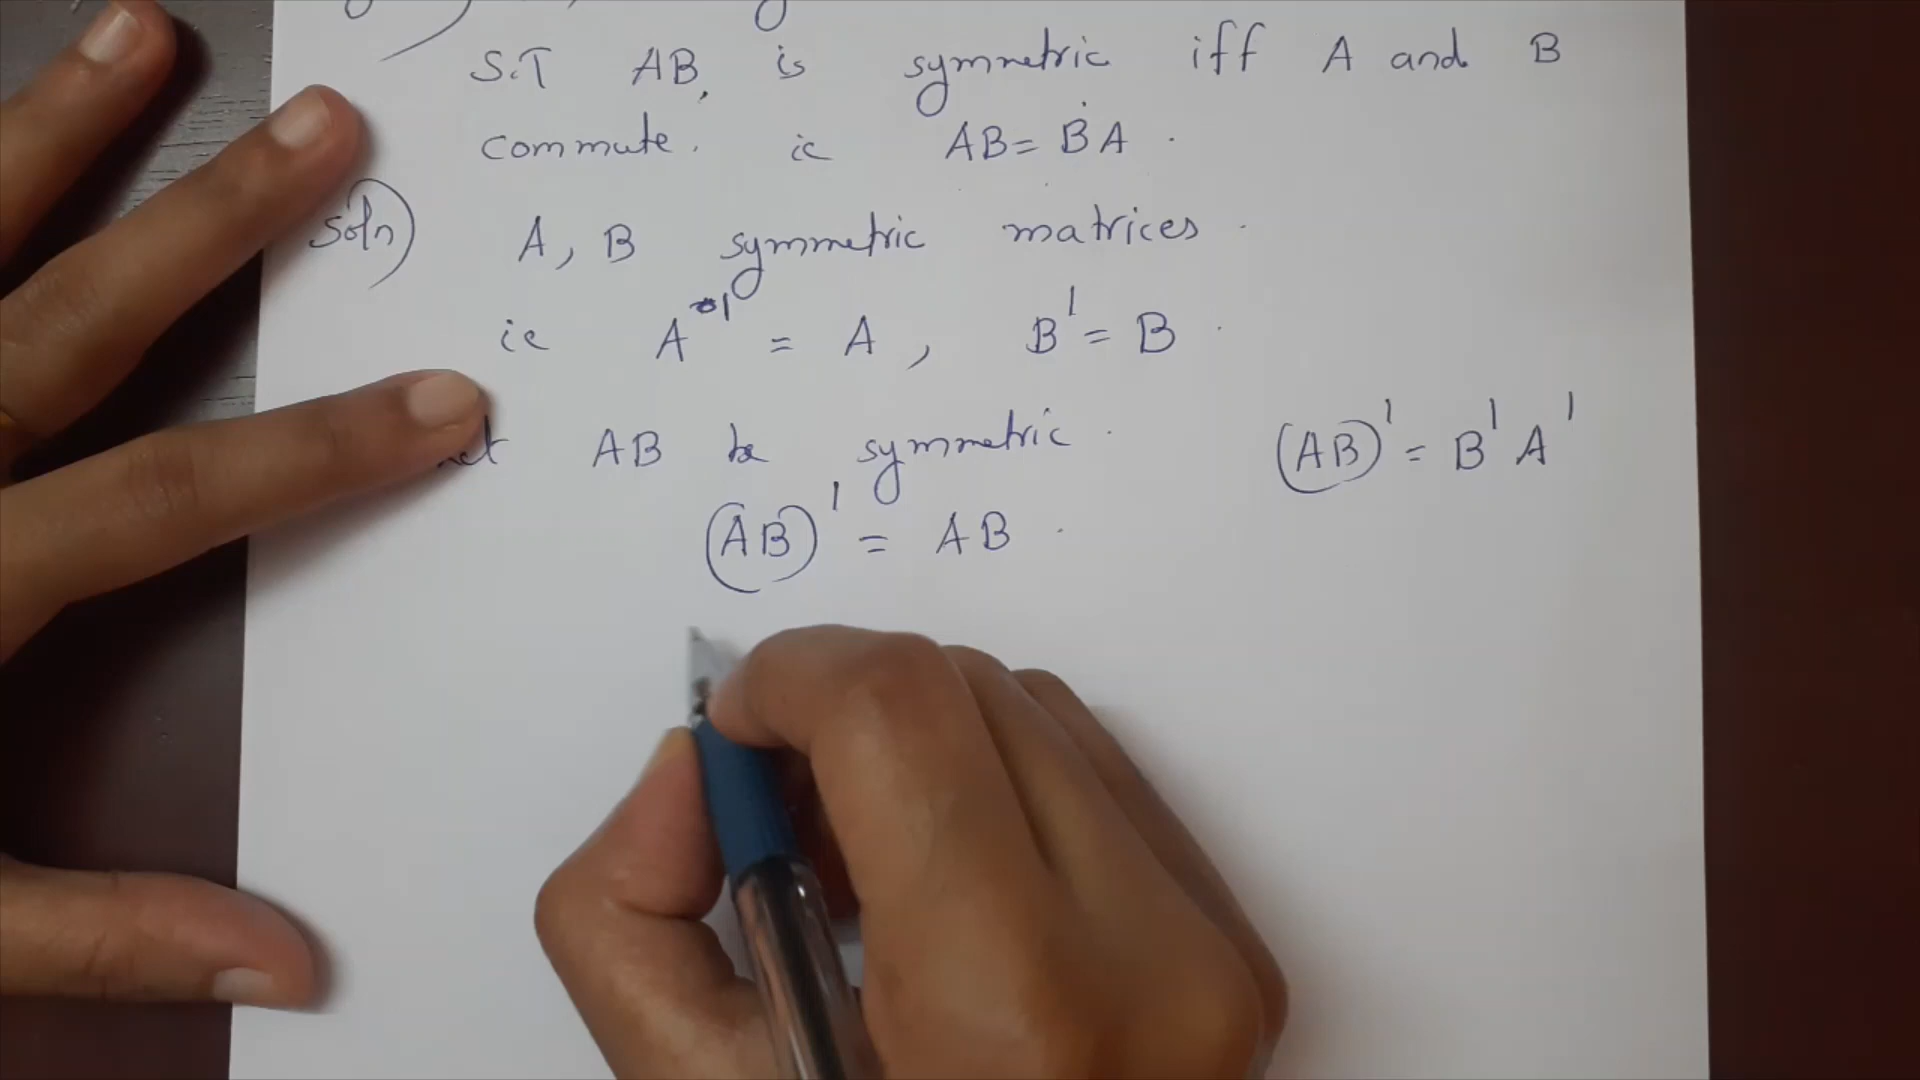 S.T AB, is symmetric iff A and B
commute. ie AB = BA.
Soln) A, B symmetric matrices.
ie A' = A, B' = B.
AB be symmetric. (AB)' = B'A'
(AB)' = AB.